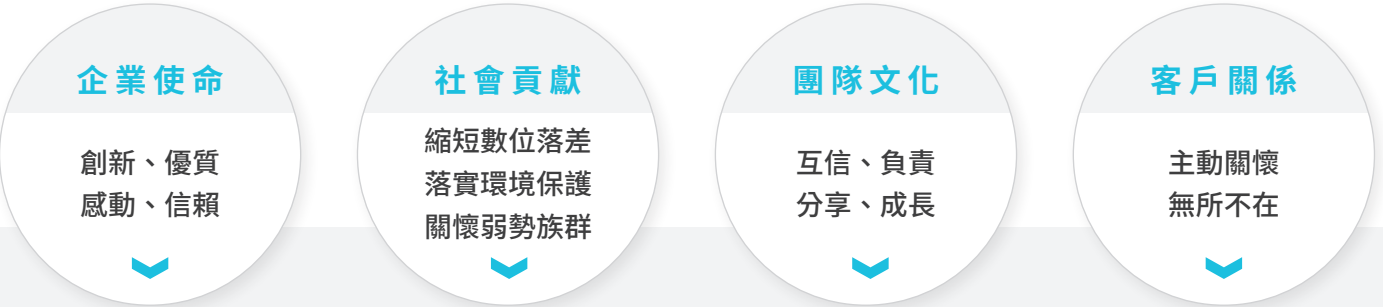 企業使命
創新、優質
感動、信賴
社會貢獻
縮短數位落差
落實環境保護
關懷弱勢族群
團隊文化
互信、負責
分享、成長
客戶關係
主動關懷
無所不在